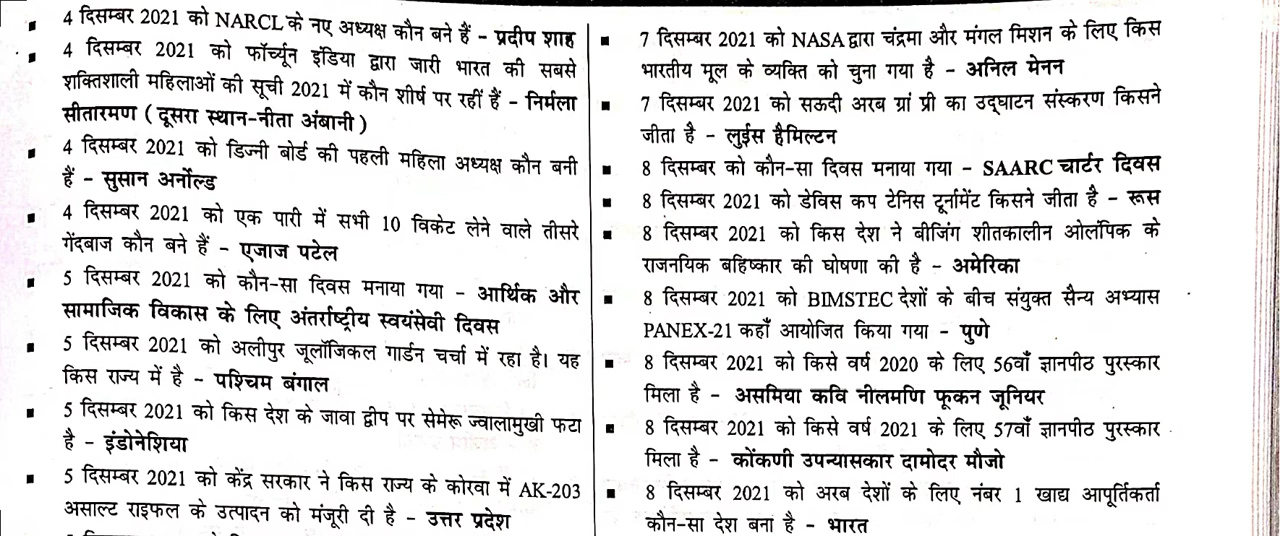 ▪ 4 दिसम्बर 2021 को NARCL के नए अध्यक्ष कौन बने हैं - प्रदीप शाह
▪ 4 दिसम्बर 2021 को फॉर्च्यून इंडिया द्वारा जारी भारत की सबसे
शक्तिशाली महिलाओं की सूची 2021 में कौन शीर्ष पर रहीं हैं - निर्मला
सीतारमण ( दूसरा स्थान-नीता अंबानी )
▪ 4 दिसम्बर 2021 को डिज्नी बोर्ड की पहली महिला अध्यक्ष कौन बनी
हैं - सुसान अर्नोल्ड
▪ 4 दिसम्बर 2021 को एक पारी में सभी 10 विकेट लेने वाले तीसरे
गेंदबाज कौन बने हैं - एजाज पटेल
▪ 5 दिसम्बर 2021 को कौन-सा दिवस मनाया गया - आर्थिक और
सामाजिक विकास के लिए अंतर्राष्ट्रीय स्वयंसेवी दिवस
▪ 5 दिसम्बर 2021 को अलीपुर जूलॉजिकल गार्डन चर्चा में रहा है। यह
किस राज्य में है - पश्चिम बंगाल
▪ 5 दिसम्बर 2021 को किस देश के जावा द्वीप पर सेमेरू ज्वालामुखी फटा
है - इंडोनेशिया
▪ 5 दिसम्बर 2021 को केंद्र सरकार ने किस राज्य के कोरवा में AK-203
असाल्ट राइफल के उत्पादन को मंजूरी दी है - उत्तर प्रदेश
▪ 7 दिसम्बर 2021 को NASA द्वारा चंद्रमा और मंगल मिशन के लिए किस
भारतीय मूल के व्यक्ति को चुना गया है - अनिल मेनन
▪ 7 दिसम्बर 2021 को सऊदी अरब ग्रां प्री का उद्घाटन संस्करण किसने
जीता है - लुईस हैमिल्टन
▪ 8 दिसम्बर को कौन-सा दिवस मनाया गया - SAARC चार्टर दिवस
▪ 8 दिसम्बर 2021 को डेविस कप टेनिस टूर्नामेंट किसने जीता है - रूस
▪ 8 दिसम्बर 2021 को किस देश ने बीजिंग शीतकालीन ओलंपिक के
राजनयिक बहिष्कार की घोषणा की है - अमेरिका
▪ 8 दिसम्बर 2021 को BIMSTEC देशों के बीच संयुक्त सैन्य अभ्यास
PANEX-21 कहाँ आयोजित किया गया - पुणे
▪ 8 दिसम्बर 2021 को किसे वर्ष 2020 के लिए 56वाँ ज्ञानपीठ पुरस्कार
मिला है - असमिया कवि नीलमणि फूकन जूनियर
▪ 8 दिसम्बर 2021 को किसे वर्ष 2021 के लिए 57वाँ ज्ञानपीठ पुरस्कार
मिला है - कोंकणी उपन्यासकार दामोदर मौजो
▪ 8 दिसम्बर 2021 को अरब देशों के लिए नंबर 1 खाद्य आपूर्तिकर्ता
कौन-सा देश बना है - भारत